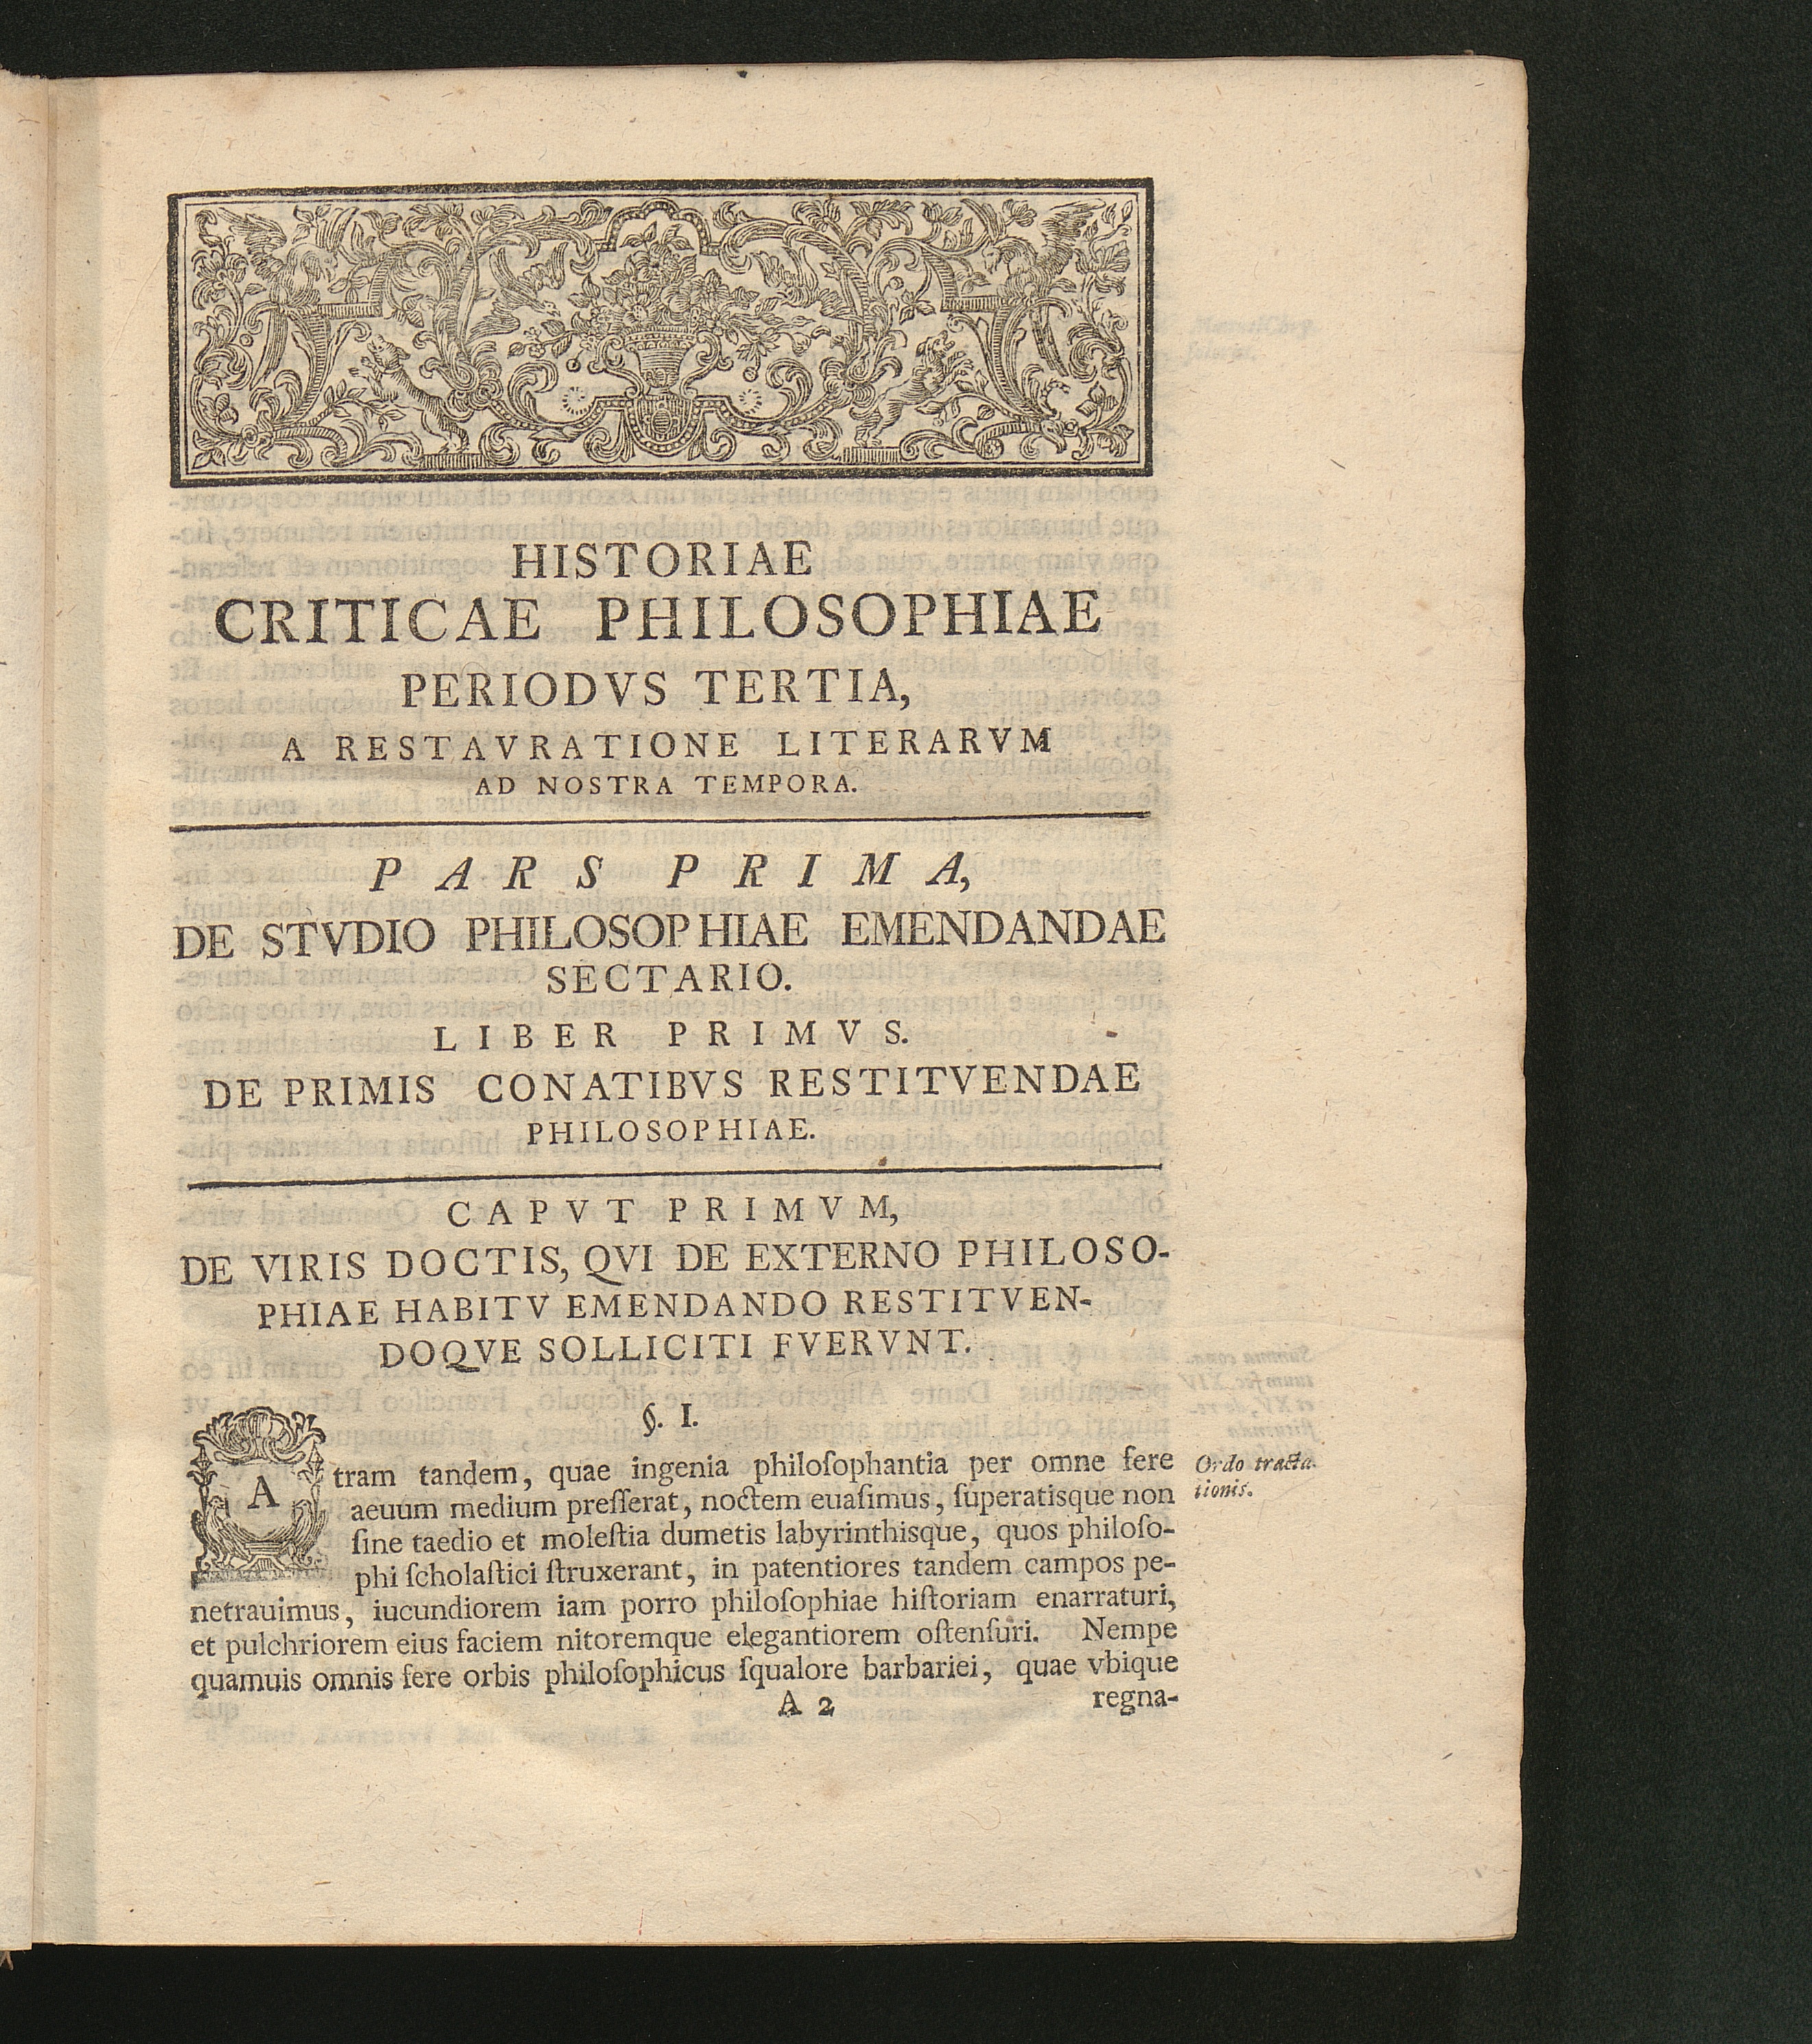 HISTORIAE
CRITICAE PHILOSOPHIAE
PERIODVS TERTIA,
A RESTAVRATIONE LITERARVM
AD NOSTRA TEMPORA.
PARS PRIMA,
DE STVDIO PHILOSOPHIAE EMENDANDAE
SECTARIO.
LIBER PRIMVS.
DE PRIMIS CONATIBVS RESTITVENDAE
PHILOSOPHIAE.
CAPVT PRIMVM,
DE VIRIS DOCTIS, QVI DE EXTERNO PHILOSO-
PHIAE HABITV EMENDANDO RESTITVEN-
DOQVE SOLLICITI FVERVNT.
§. I.
Atram tandem, quae ingenia philoſophantia per omne fere
aeuum medium preſſerat, noctem euaſimus, ſuperatisque non
ſine taedio et moleſtia dumetis labyrinthisque, quos philoſo-
phi ſcholaſtici ſtruxerant, in patentiores tandem campos pe-
netrauimus, iucundiorem iam porro philoſophiae hiſtoriam enarraturi,
et pulchriorem eius faciem nitoremque elegantiorem oſtenſuri. Nempe
quamuis omnis fere orbis philoſophicus ſqualore barbariei, quae vbique
A 2 regna-
Ordo tracta-
tionis.